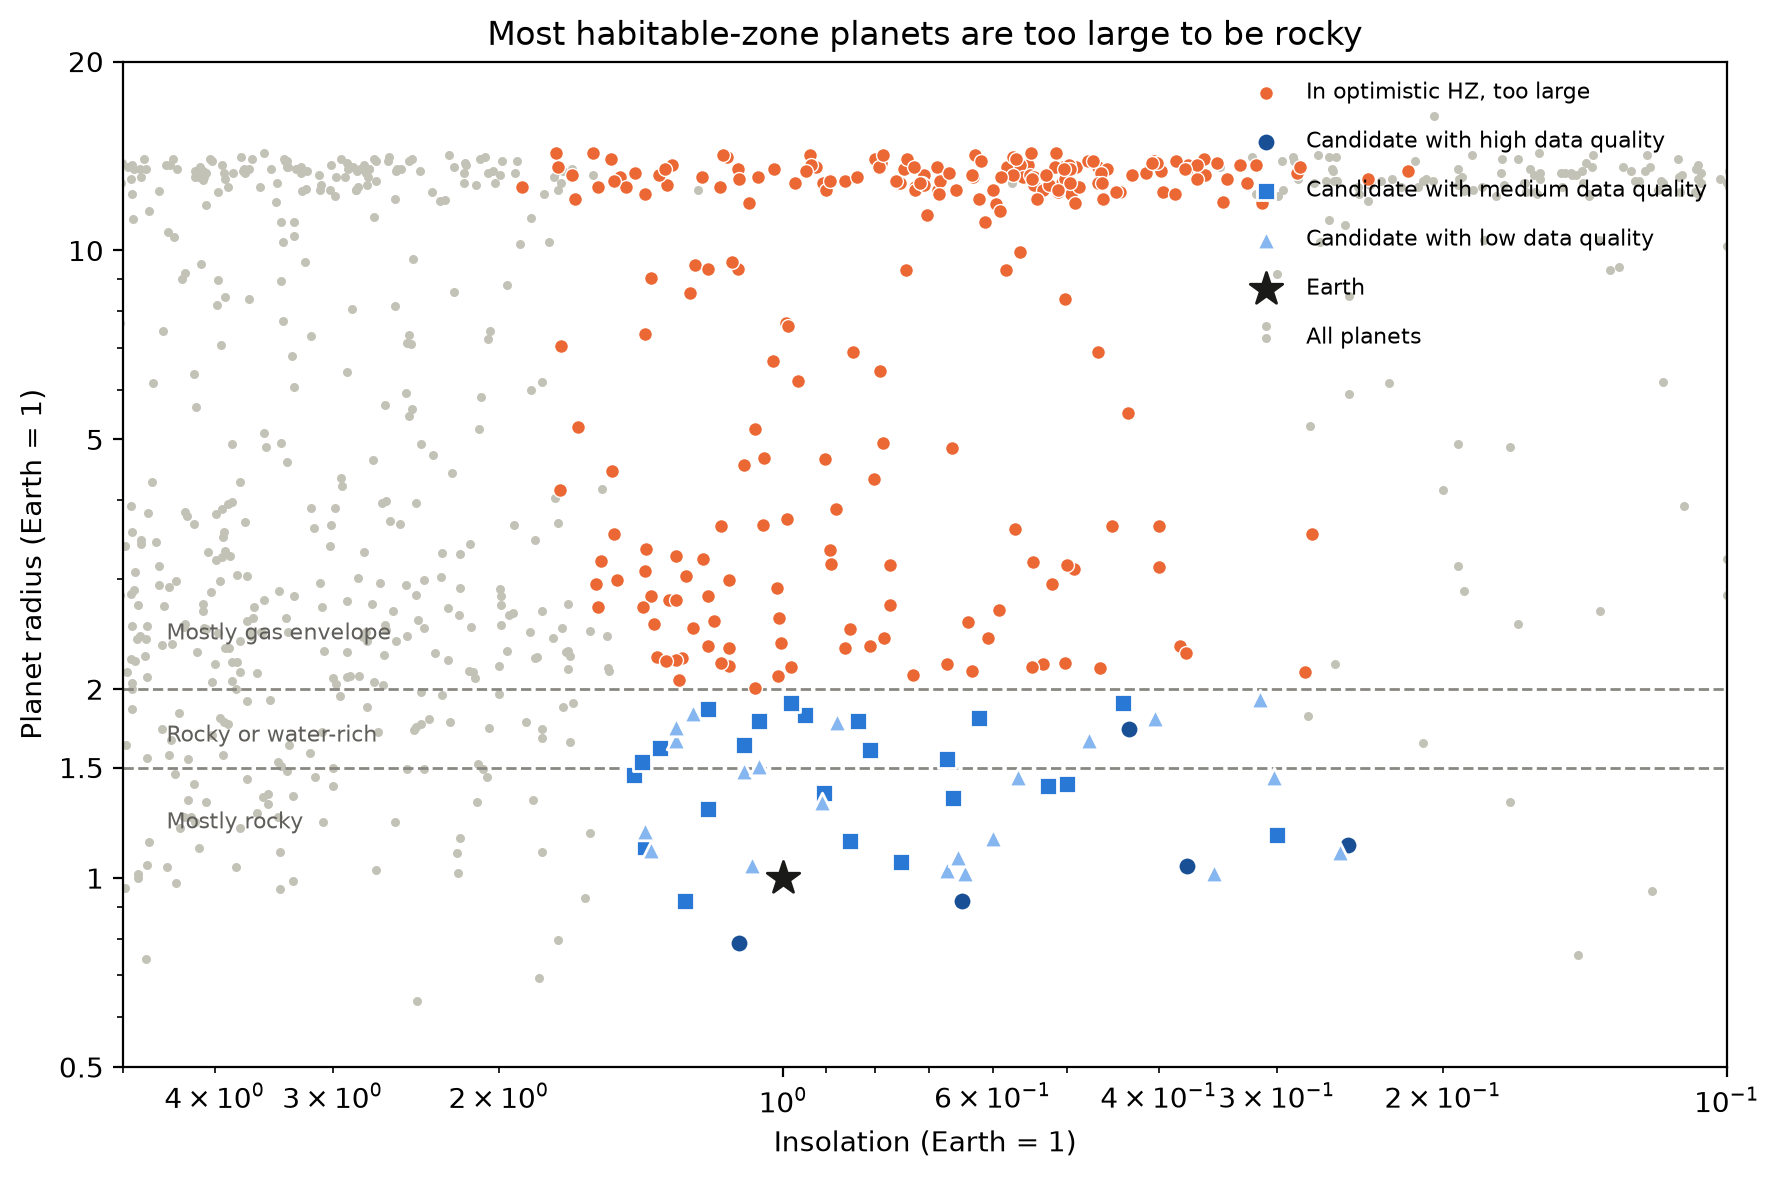 Most habitable-zone planets are too large to be rocky
20
10
5
2
1.5
1
0.5
Planet radius (Earth = 1)
In optimistic HZ, too large
Candidate with high data quality
Candidate with medium data quality
Candidate with low data quality
Earth
All planets
Mostly gas envelope
Rocky or water-rich
Mostly rocky
4 × 10⁰ 3 × 10⁰ 2 × 10⁰ 10⁰ 6 × 10⁻¹ 4 × 10⁻¹ 3 × 10⁻¹ 2 × 10⁻¹ 10⁻¹
Insolation (Earth = 1)